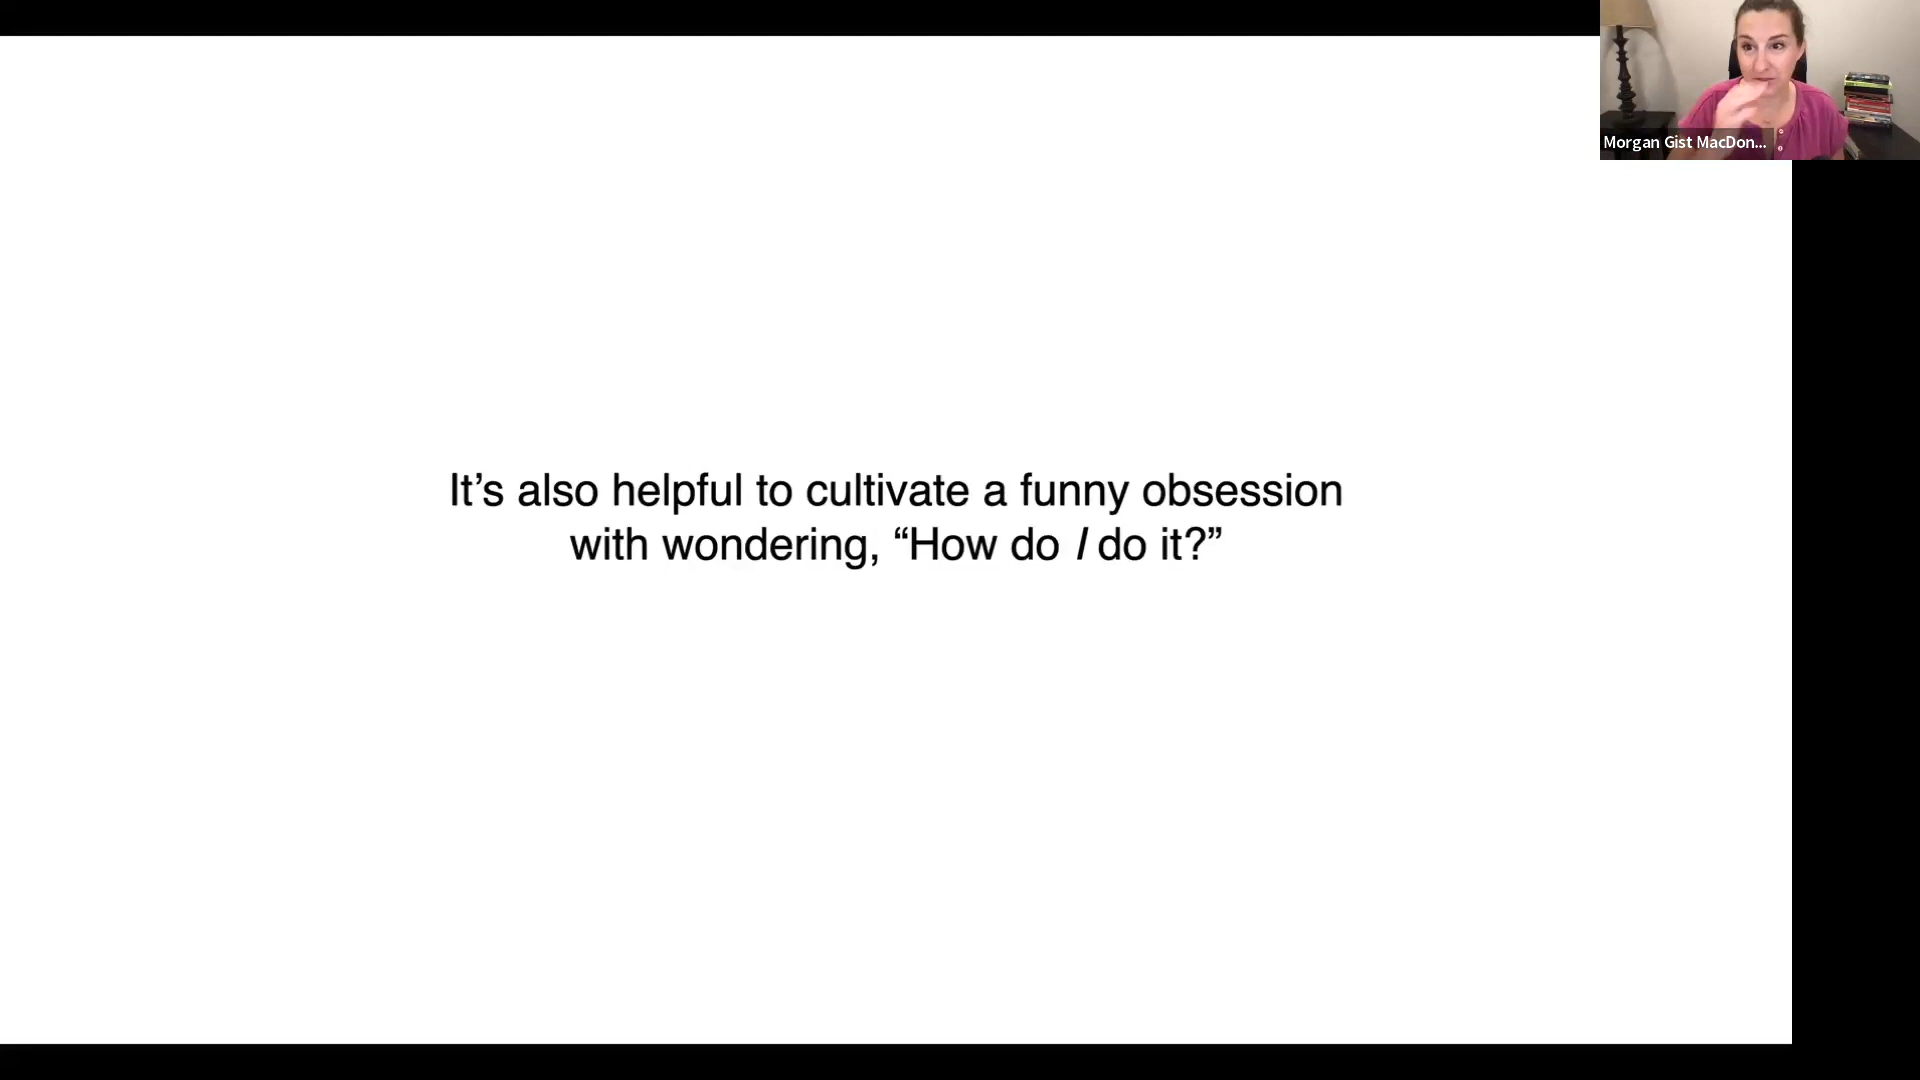 Morgan Gist MacDon...
It’s also helpful to cultivate a funny obsession
with wondering, “How do I do it?”